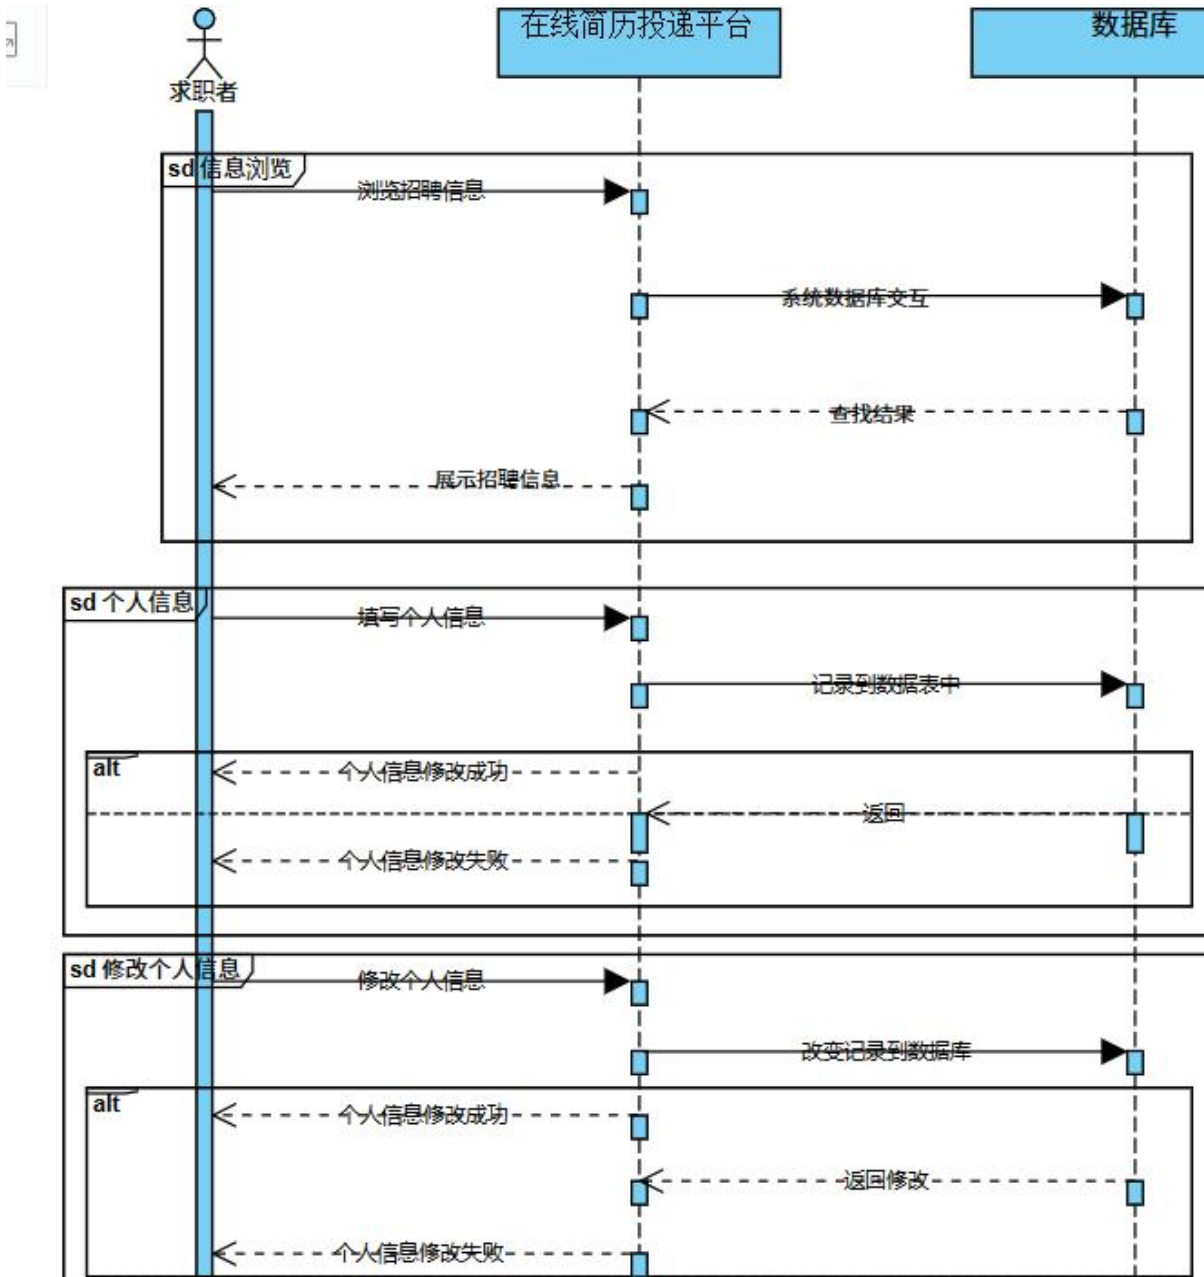 在线简历投递平台
数据库
求职者
sd 信息浏览
浏览招聘信息
系统数据库交互
查找结果
展示招聘信息
sd 个人信息
填写个人信息
记录到数据表中
alt
个人信息修改成功
返回
个人信息修改失败
sd 修改个人信息
修改个人信息
改变记录到数据库
alt
个人信息修改成功
返回修改
个人信息修改失败